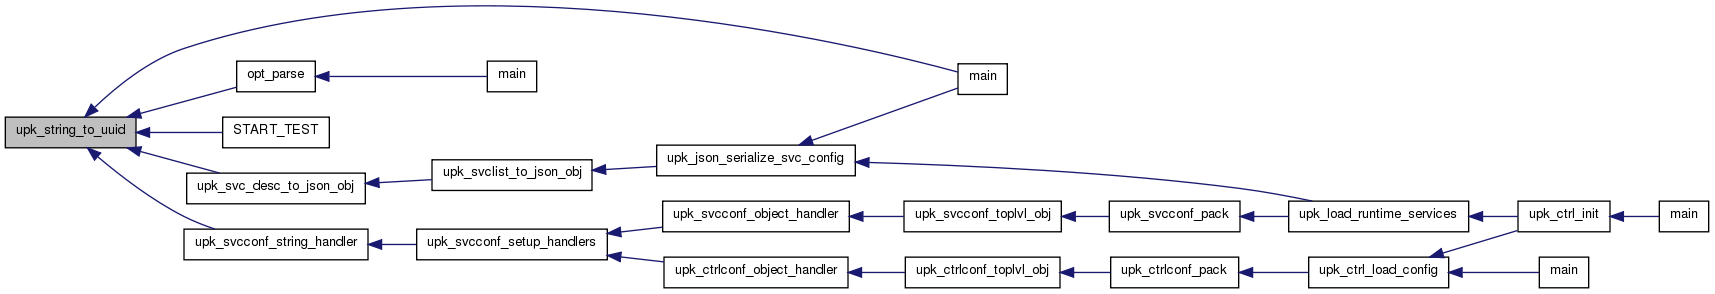 upk_string_to_uuid
opt_parse
main
main
START_TEST
upk_svc_desc_to_json_obj
upk_svclist_to_json_obj
upk_json_serialize_svc_config
upk_svcconf_string_handler
upk_svcconf_setup_handlers
upk_svcconf_object_handler
upk_svcconf_toplvl_obj
upk_svcconf_pack
upk_load_runtime_services
upk_ctrl_init
main
upk_ctrlconf_object_handler
upk_ctrlconf_toplvl_obj
upk_ctrlconf_pack
upk_ctrl_load_config
main